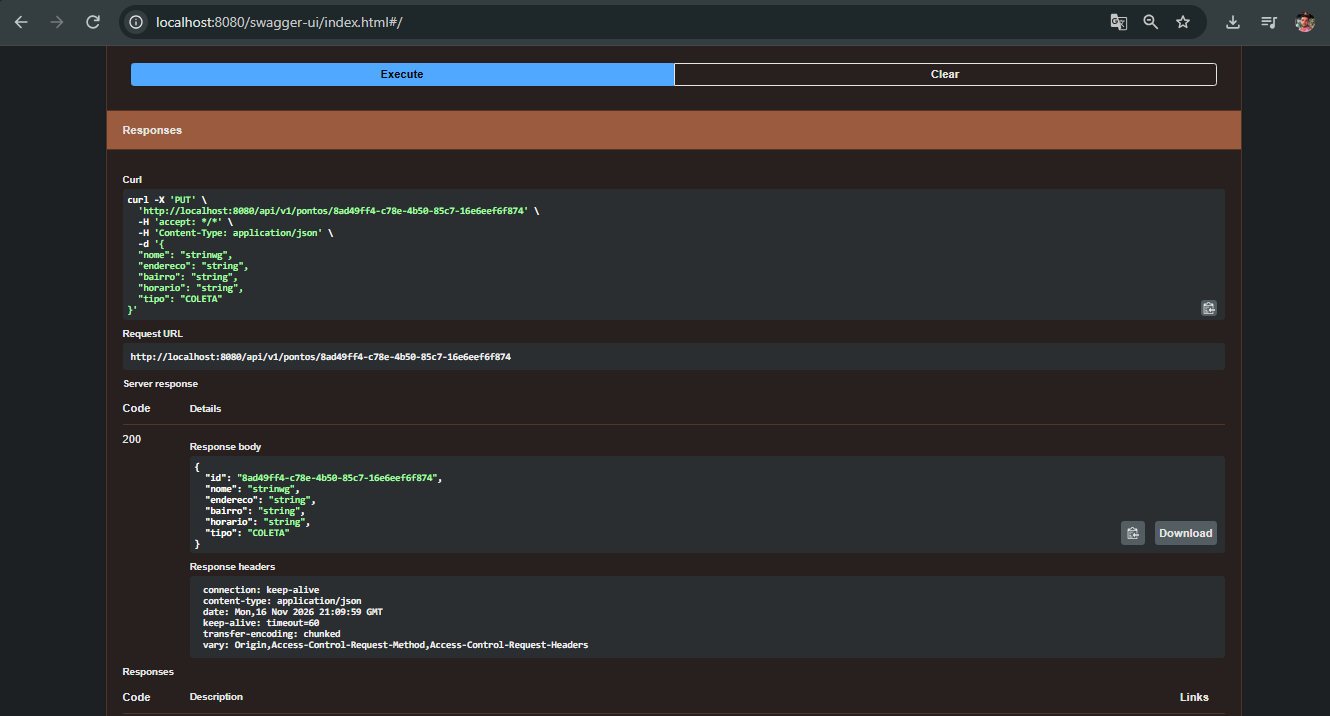 localhost:8080/swagger-ui/index.html#/
Execute
Clear
Responses
Curl
curl -X 'PUT' \
'http://localhost:8080/api/v1/pontos/8ad49ff4-c78e-4b50-85c7-16e6eef6f874' \
-H 'accept: */*' \
-H 'Content-Type: application/json' \
-d '{
"nome": "strinwg",
"endereco": "string",
"bairro": "string",
"horario": "string",
"tipo": "COLETA"
}'
Request URL
http://localhost:8080/api/v1/pontos/8ad49ff4-c78e-4b50-85c7-16e6eef6f874
Server response
Code Details
200
Response body
{
"id": "8ad49ff4-c78e-4b50-85c7-16e6eef6f874",
"nome": "strinwg",
"endereco": "string",
"bairro": "string",
"horario": "string",
"tipo": "COLETA"
}
Download
Response headers
connection: keep-alive
content-type: application/json
date: Mon,16 Nov 2026 21:09:59 GMT
keep-alive: timeout=60
transfer-encoding: chunked
vary: Origin,Access-Control-Request-Method,Access-Control-Request-Headers
Responses
Code Description Links